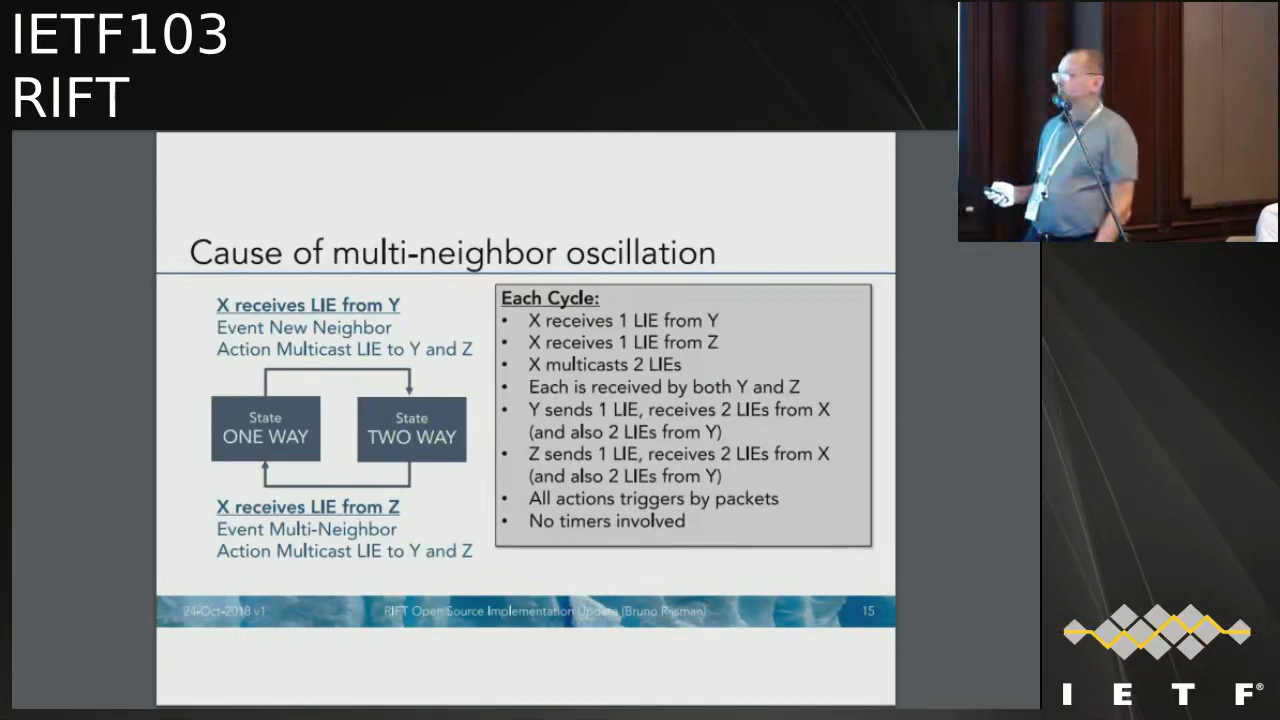 IETF103
RIFT
Cause of multi-neighbor oscillation
X receives LIE from Y
Event New Neighbor
Action Multicast LIE to Y and Z
State
ONE WAY
State
TWO WAY
X receives LIE from Z
Event Multi-Neighbor
Action Multicast LIE to Y and Z
Each Cycle:
• X receives 1 LIE from Y
• X receives 1 LIE from Z
• X multicasts 2 LIEs
• Each is received by both Y and Z
• Y sends 1 LIE, receives 2 LIEs from X
(and also 2 LIEs from Y)
• Z sends 1 LIE, receives 2 LIEs from X
(and also 2 LIEs from Y)
• All actions triggers by packets
• No timers involved
24-Oct-2018 v1
RIFT Open Source Implementation Update (Bruno Rijsman)
15
I E T F®